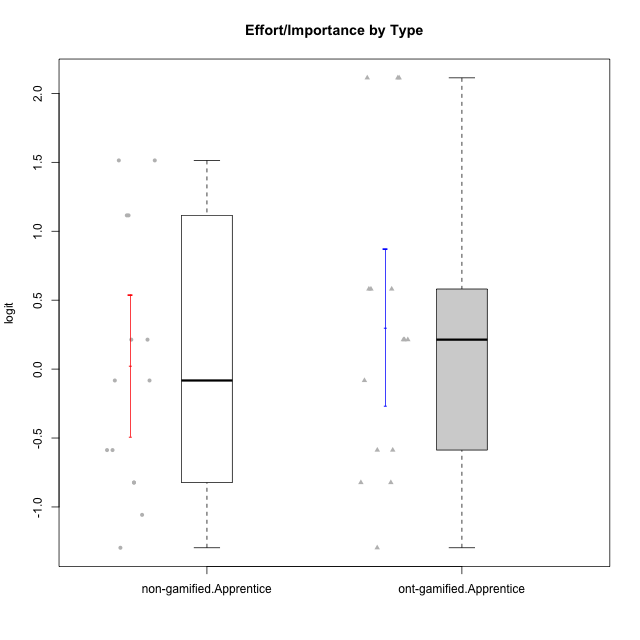 Effort/Importance by Type
logit
2.0
1.5
1.0
0.5
0.0
-0.5
-1.0
non-gamified.Apprentice
ont-gamified.Apprentice